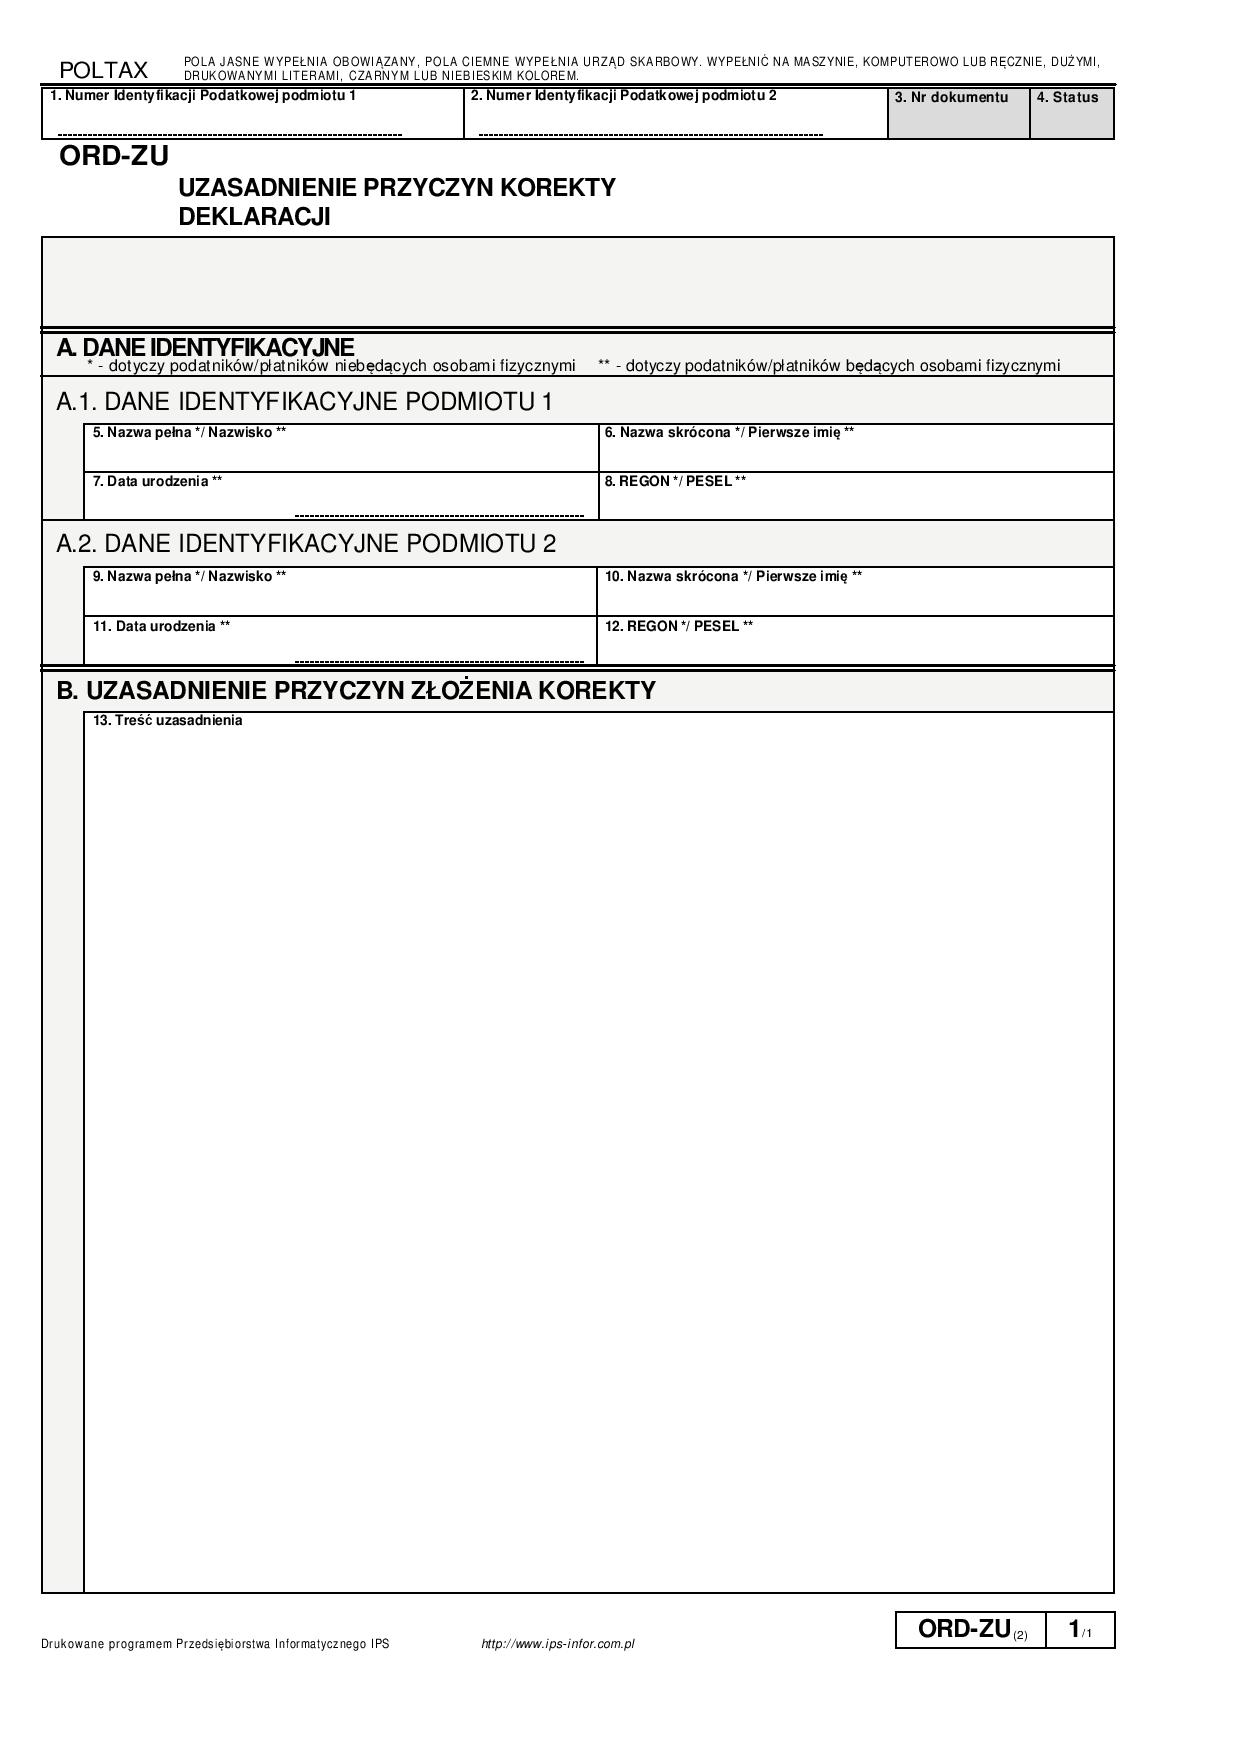 POLTAX
POLA JASNE WYPEŁNIA OBOWIĄZANY, POLA CIEMNE WYPEŁNIA URZĄD SKARBOWY. WYPEŁNIĆ NA MASZYNIE, KOMPUTEROWO LUB RĘCZNIE, DUŻYMI,
DRUKOWANYMI LITERAMI, CZARNYM LUB NIEBIESKIM KOLOREM.
1. Numer Identyfikacji Podatkowej podmiotu 1
2. Numer Identyfikacji Podatkowej podmiotu 2
3. Nr dokumentu
4. Status
ORD-ZU
UZASADNIENIE PRZYCZYN KOREKTY
DEKLARACJI
A. DANE IDENTYFIKACYJNE
* - dotyczy podatników/płatników niebędących osobami fizycznymi ** - dotyczy podatników/płatników będących osobami fizycznymi
A.1. DANE IDENTYFIKACYJNE PODMIOTU 1
5. Nazwa pełna */ Nazwisko **
6. Nazwa skrócona */ Pierwsze imię **
7. Data urodzenia **
8. REGON */ PESEL **
A.2. DANE IDENTYFIKACYJNE PODMIOTU 2
9. Nazwa pełna */ Nazwisko **
10. Nazwa skrócona */ Pierwsze imię **
11. Data urodzenia **
12. REGON */ PESEL **
B. UZASADNIENIE PRZYCZYN ZŁOŻENIA KOREKTY
13. Treść uzasadnienia
ORD-ZU (2) 1/1
Drukowane programem Przedsiębiorstwa Informatycznego IPS http://www.ips-infor.com.pl